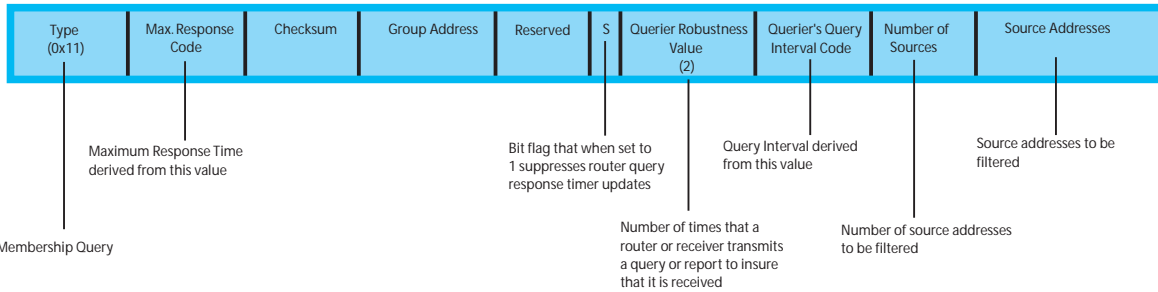 Type
(0x11)
Max. Response
Code
Checksum
Group Address
Reserved
S
Querier Robustness
Value
(2)
Querier's Query
Interval Code
Number of
Sources
Source Addresses
Maximum Response Time
derived from this value
Bit flag that when set to
1 suppresses router query
response timer updates
Query Interval derived
from this value
Source addresses to be
filtered
Membership Query
Number of times that a
router or receiver transmits
a query or report to insure
that it is received
Number of source addresses
to be filtered